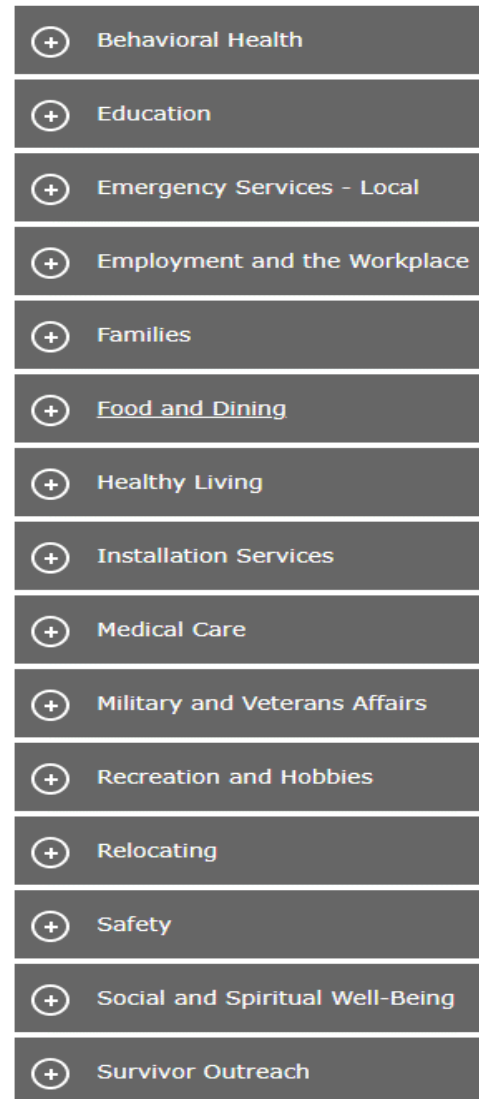 Behavioral Health
Education
Emergency Services - Local
Employment and the Workplace
Families
Food and Dining
Healthy Living
Installation Services
Medical Care
Military and Veterans Affairs
Recreation and Hobbies
Relocating
Safety
Social and Spiritual Well-Being
Survivor Outreach